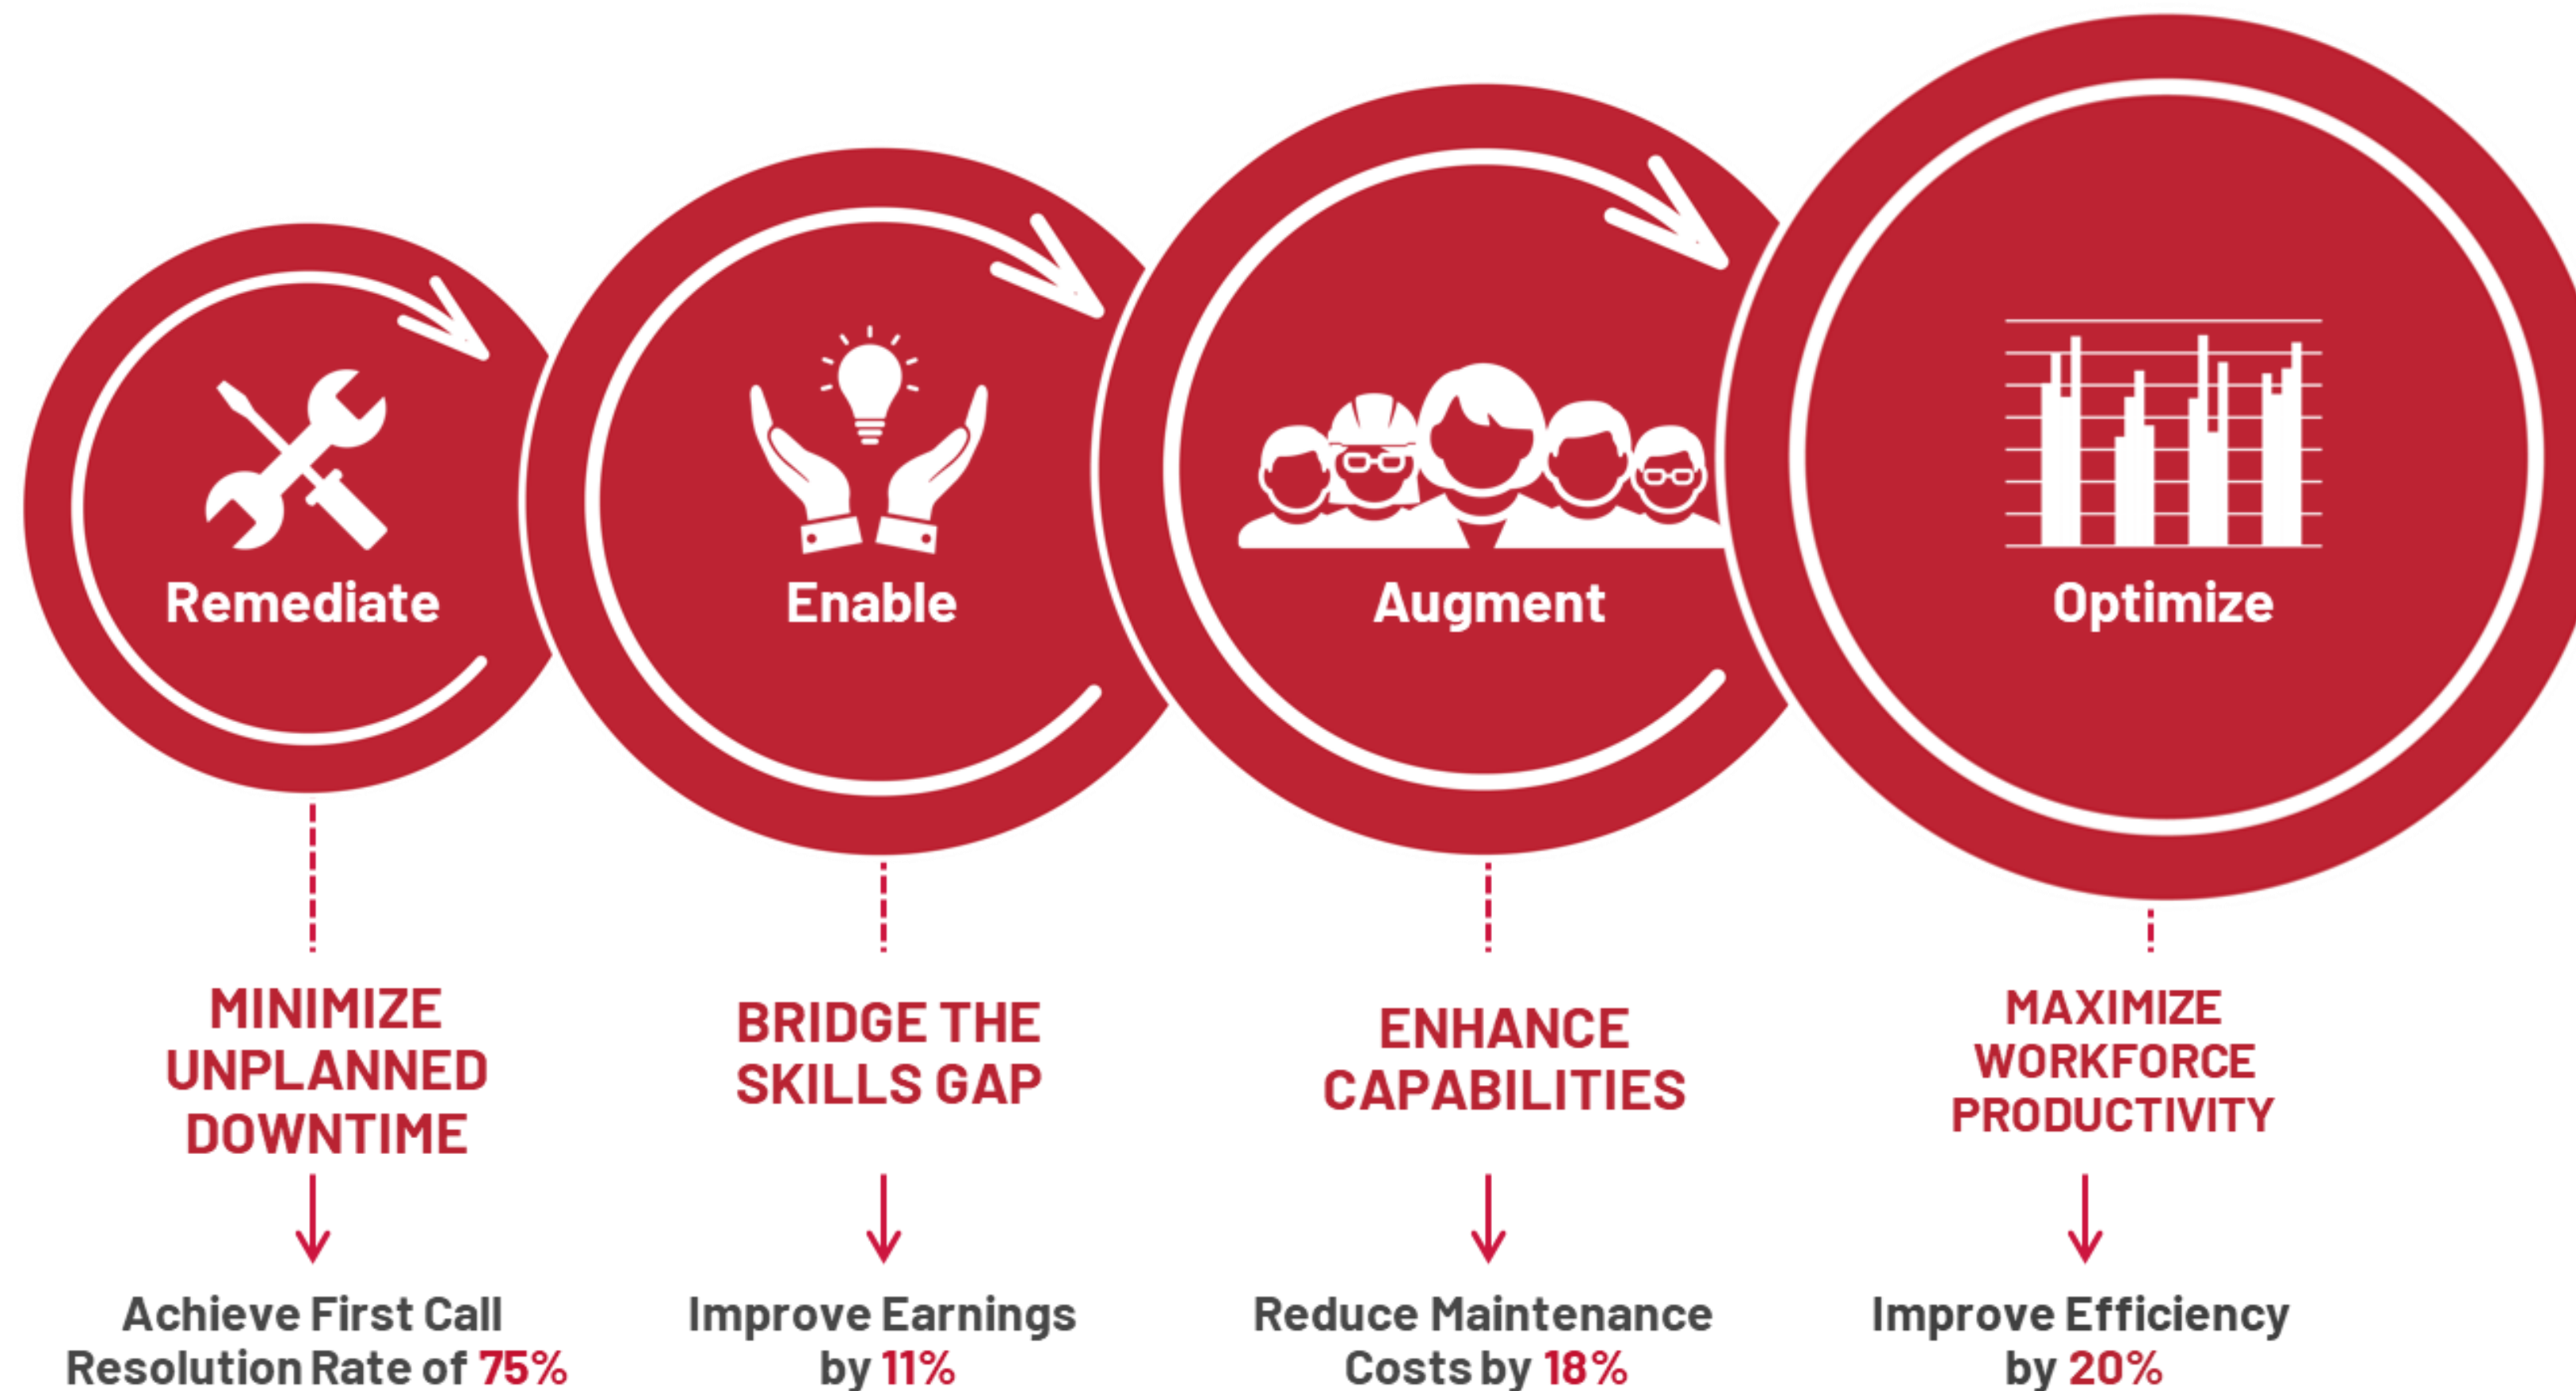 Remediate
Enable
Augment
Optimize
MINIMIZE
UNPLANNED
DOWNTIME
BRIDGE THE
SKILLS GAP
ENHANCE
CAPABILITIES
MAXIMIZE
WORKFORCE
PRODUCTIVITY
Achieve First Call
Resolution Rate of 75%
Improve Earnings
by 11%
Reduce Maintenance
Costs by 18%
Improve Efficiency
by 20%